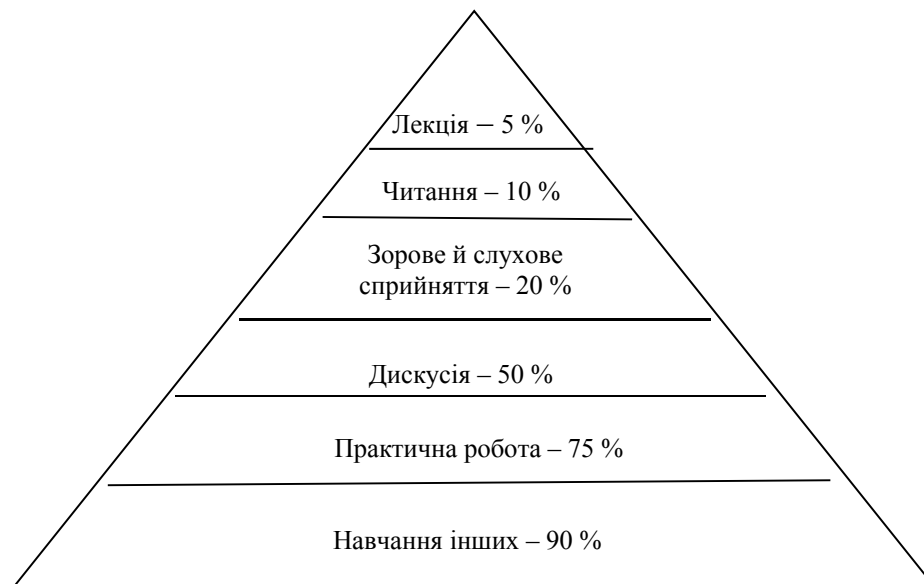 Лекція – 5 %
Читання – 10 %
Зорове й слухове
сприйняття – 20 %
Дискусія – 50 %
Практична робота – 75 %
Навчання інших – 90 %